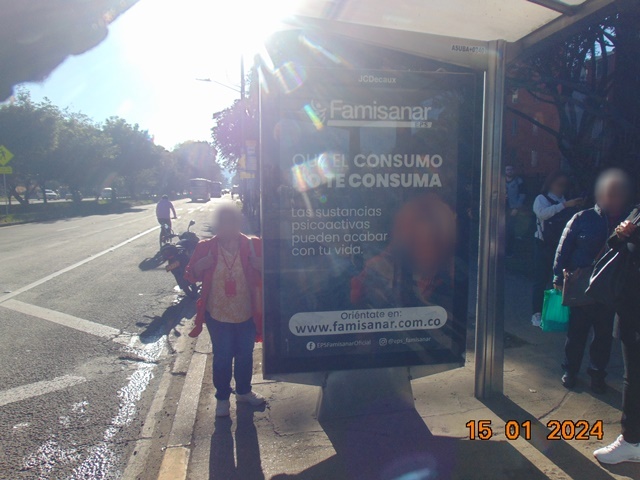 JCDecaux
Famisanar
EPS
QUE EL CONSUMO
NO TE CONSUMA
Las sustancias
psicoactivas
pueden acabar
con tu vida.
Oriéntate en:
www.famisanar.com.co
EPSFamisanarOficial
@eps_famisanar
15 01 2024